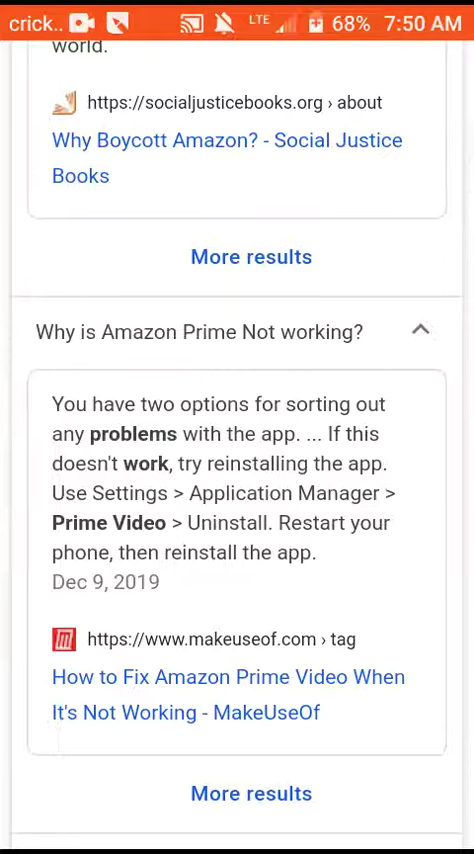 crick.. LTE 68% 7:50 AM
world.
https://socialjusticebooks.org › about
Why Boycott Amazon? - Social Justice
Books
More results
Why is Amazon Prime Not working?
You have two options for sorting out
any problems with the app. ... If this
doesn't work, try reinstalling the app.
Use Settings > Application Manager >
Prime Video > Uninstall. Restart your
phone, then reinstall the app.
Dec 9, 2019
https://www.makeuseof.com › tag
How to Fix Amazon Prime Video When
It's Not Working - MakeUseOf
More results